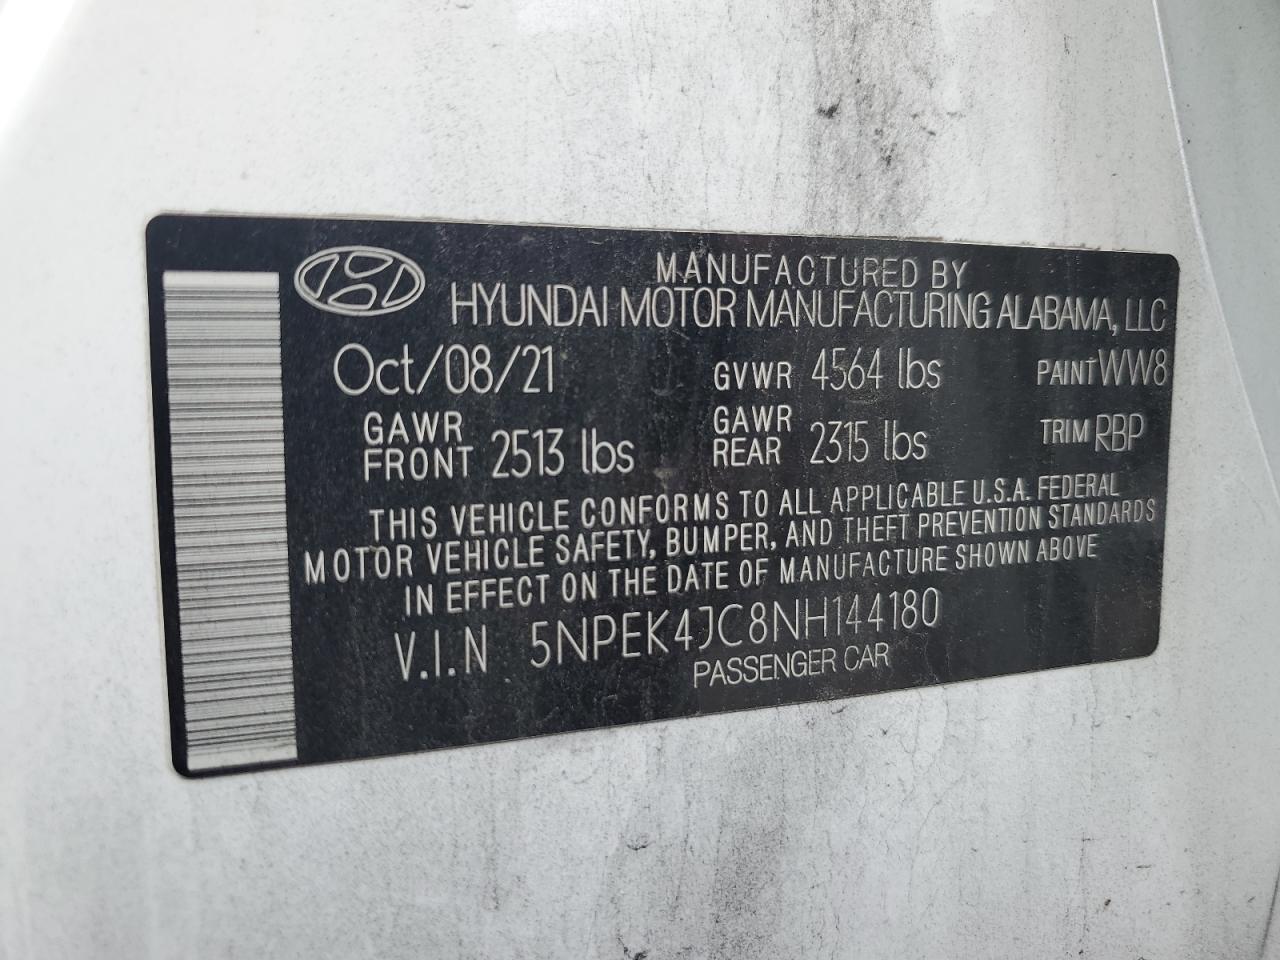 MANUFACTURED BY
HYUNDAI MOTOR MANUFACTURING ALABAMA, LLC
Oct/08/21 GVWR 4564 lbs PAINT WW8
GAWR FRONT 2513 lbs GAWR REAR 2315 lbs TRIM RBP
THIS VEHICLE CONFORMS TO ALL APPLICABLE U.S.A. FEDERAL
MOTOR VEHICLE SAFETY, BUMPER, AND THEFT PREVENTION STANDARDS
IN EFFECT ON THE DATE OF MANUFACTURE SHOWN ABOVE
V.I.N 5NPEK4JC8NH144180
PASSENGER CAR